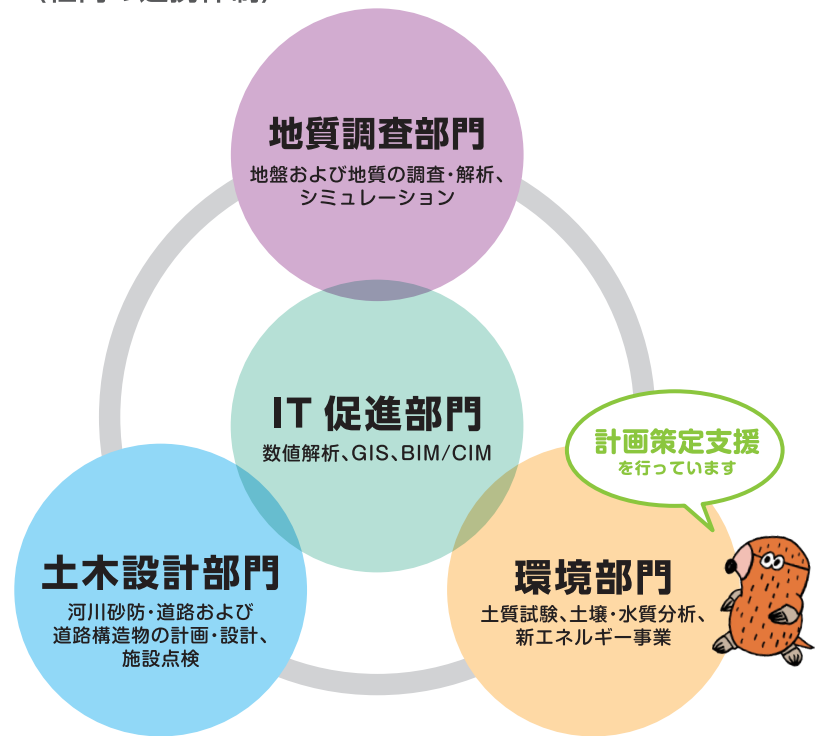 地質調査部門
地盤および地質の調査・解析、
シミュレーション
IT 促進部門
数値解析、GIS、BIM/CIM
計画策定支援
を行っています
土木設計部門
河川砂防・道路および
道路構造物の計画・設計、
施設点検
環境部門
土質試験、土壌・水質分析、
新エネルギー事業